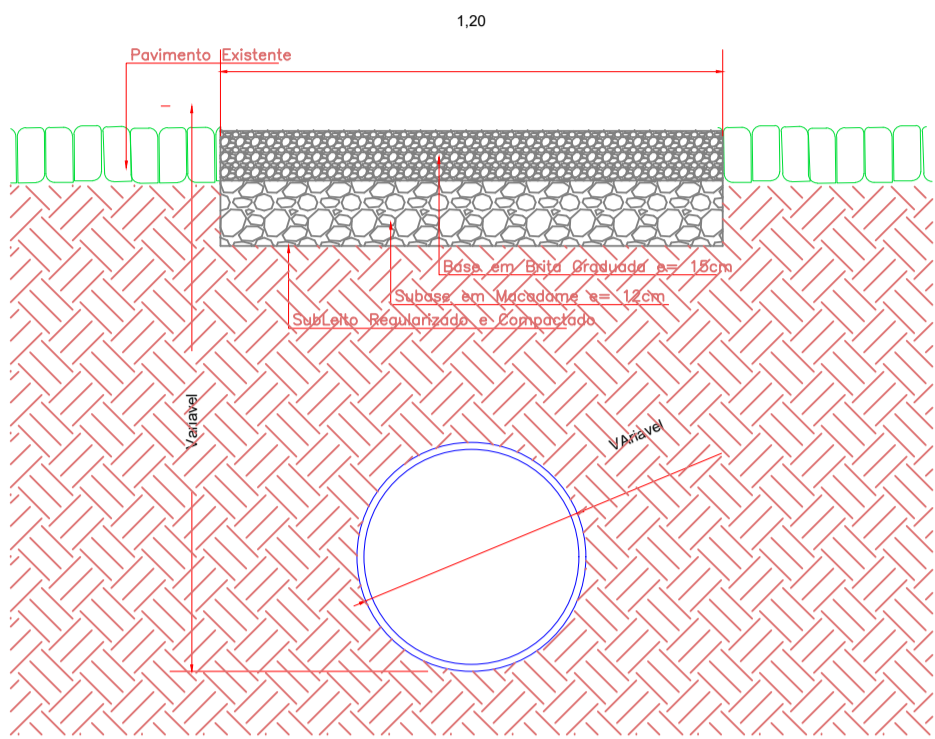 1,20
Pavimento Existente
Base em Brita Graduada e= 15cm
Subase em Macadame e= 12cm
SubLeito Regularizado e Compactado
Variavel
VAriavel